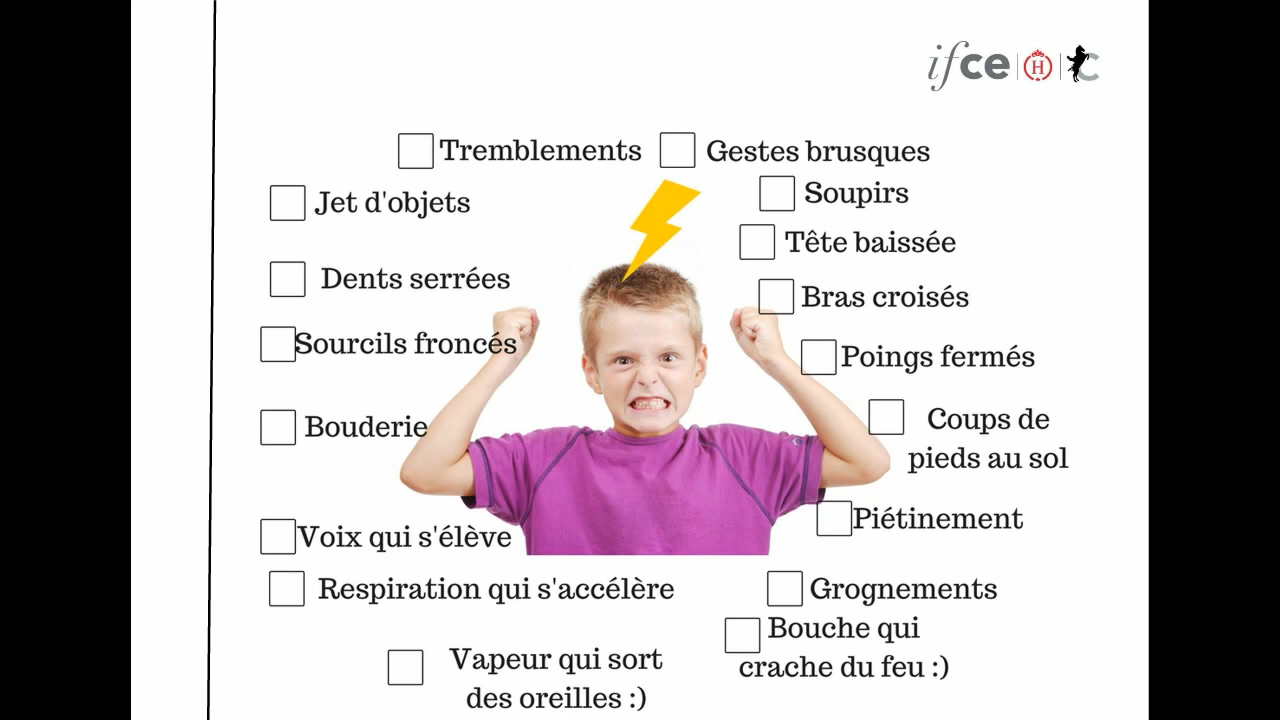 ifce
H
C
Tremblements
Gestes brusques
Jet d'objets
Soupirs
Tête baissée
Dents serrées
Bras croisés
Sourcils froncés
Poings fermés
Bouderie
Coups de
pieds au sol
Piétinement
Voix qui s'élève
Respiration qui s'accélère
Grognements
Bouche qui
crache du feu :)
Vapeur qui sort
des oreilles :)